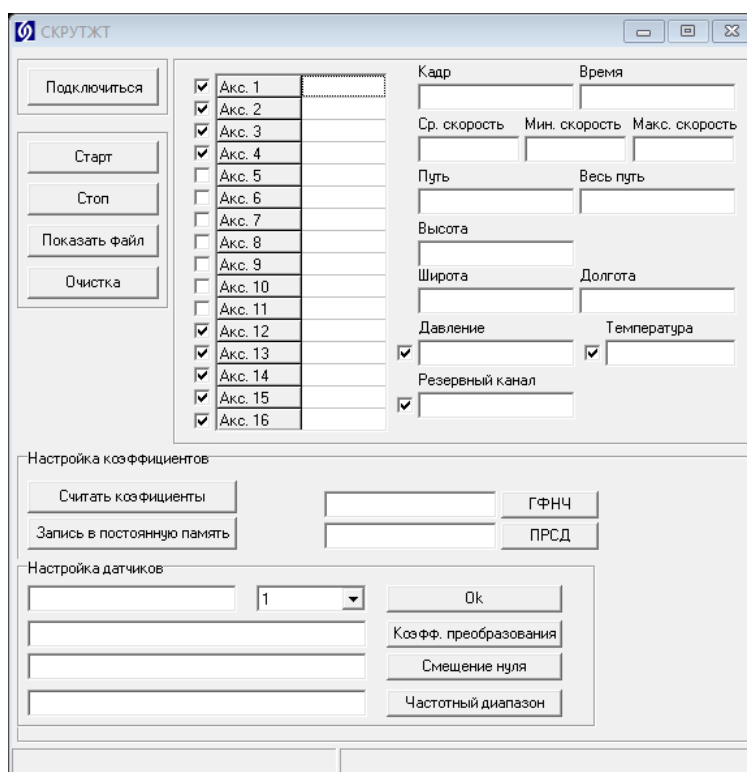 СКРУТЖТ
Подключиться
Старт
Стоп
Показать файл
Очистка
Акс. 1
Акс. 2
Акс. 3
Акс. 4
Акс. 5
Акс. 6
Акс. 7
Акс. 8
Акс. 9
Акс. 10
Акс. 11
Акс. 12
Акс. 13
Акс. 14
Акс. 15
Акс. 16
Кадр Время
Ср. скорость Мин. скорость Макс. скорость
Путь Весь путь
Высота
Широта Долгота
Давление Температура
Резервный канал
Настройка коэффициентов
Считать коэфициенты
ГФНЧ
Запись в постоянную память
ПРСД
Настройка датчиков
1
Ok
Коэфф. преобразования
Смещение нуля
Частотный диапазон